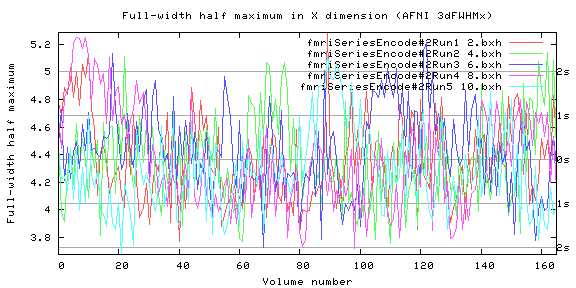 Full-width half maximum in X dimension (AFNI 3dFWHMx)
fmriSeriesEncode#2Run1 2.bxh
fmriSeriesEncode#2Run2 4.bxh
fmriSeriesEncode#2Run3 6.bxh
fmriSeriesEncode#2Run4 8.bxh
fmriSeriesEncode#2Run5 10.bxh
Full-width half maximum
5.2
5
4.8
4.6
4.4
4.2
4
3.8
2s
1s
0s
1s
2s
0 20 40 60 80 100 120 140 160
Volume number